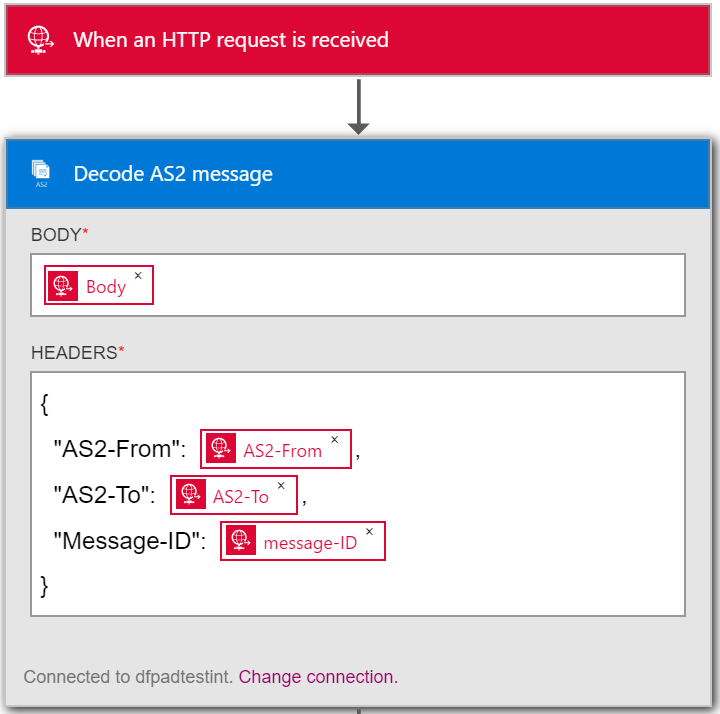 When an HTTP request is received
AS2
Decode AS2 message
BODY*
Body ×
HEADERS*
{
"AS2-From": AS2-From × ,
"AS2-To": AS2-To × ,
"Message-ID": message-ID ×
}
Connected to dfpadtestint. Change connection.